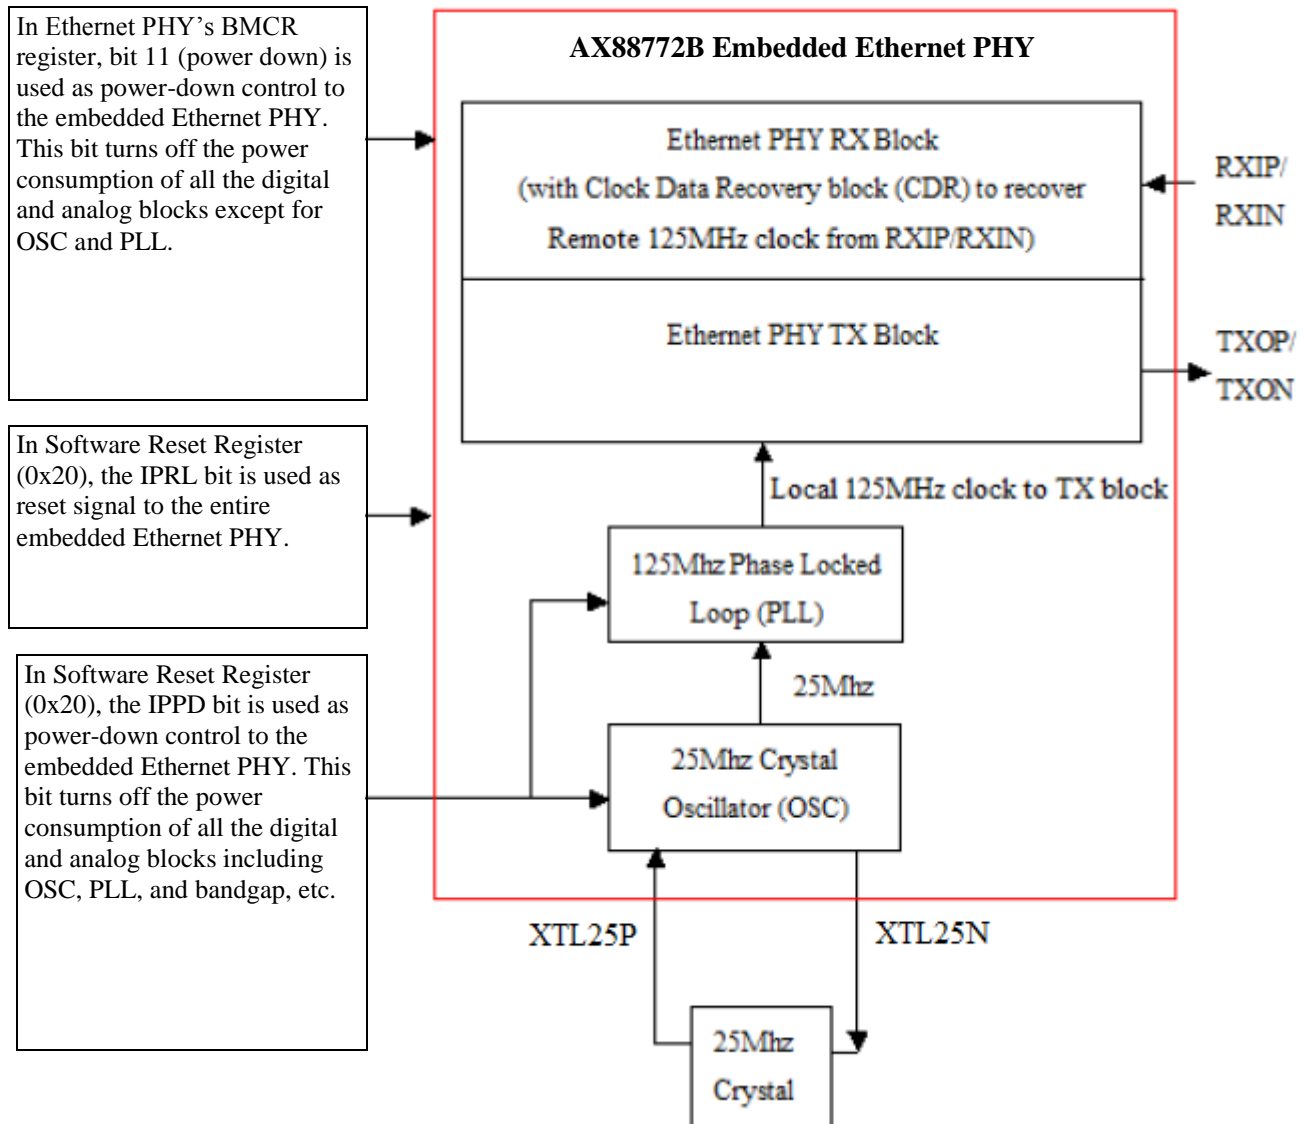 In Ethernet PHY's BMCR
register, bit 11 (power down) is
used as power-down control to
the embedded Ethernet PHY.
This bit turns off the power
consumption of all the digital
and analog blocks except for
OSC and PLL.
In Software Reset Register
(0x20), the IPRL bit is used as
reset signal to the entire
embedded Ethernet PHY.
In Software Reset Register
(0x20), the IPPD bit is used as
power-down control to the
embedded Ethernet PHY. This
bit turns off the power
consumption of all the digital
and analog blocks including
OSC, PLL, and bandgap, etc.
AX88772B Embedded Ethernet PHY
Ethernet PHY RX Block
(with Clock Data Recovery block (CDR) to recover
Remote 125MHz clock from RXIP/RXIN)
RXIP/
RXIN
Ethernet PHY TX Block
TXOP/
TXON
Local 125MHz clock to TX block
125Mhz Phase Locked
Loop (PLL)
25Mhz
25Mhz Crystal
Oscillator (OSC)
XTL25P
XTL25N
25Mhz
Crystal